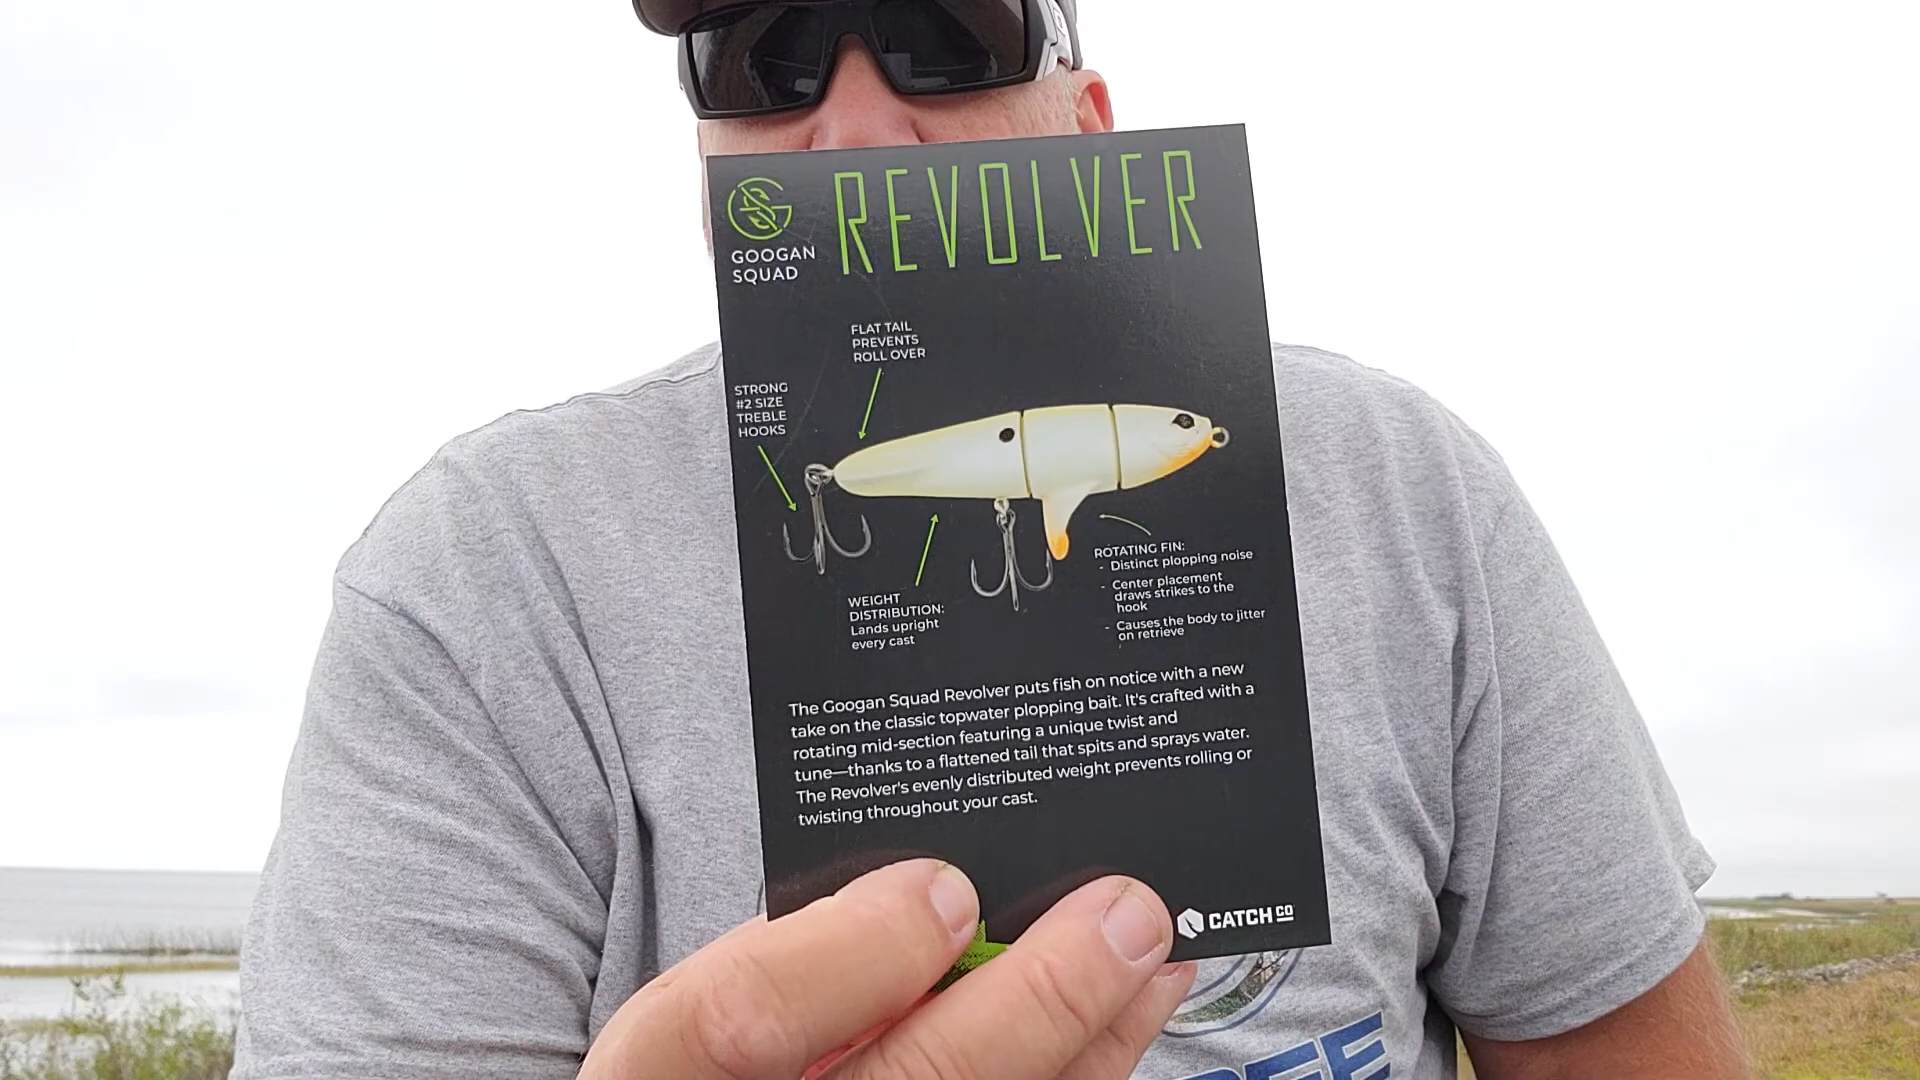 REVOLVER
GOOGAN
SQUAD
FLAT TAIL
PREVENTS
ROLL OVER
STRONG
#2 SIZE
TREBLE
HOOKS
WEIGHT
DISTRIBUTION:
Lands upright
every cast
ROTATING FIN:
- Distinct plopping noise
- Center placement
draws strikes to the
hook
- Causes the body to jitter
on retrieve
The Googan Squad Revolver puts fish on notice with a new
take on the classic topwater plopping bait. It's crafted with a
rotating mid-section featuring a unique twist and
tune—thanks to a flattened tail that spits and sprays water.
The Revolver's evenly distributed weight prevents rolling or
twisting throughout your cast.
CATCH CO